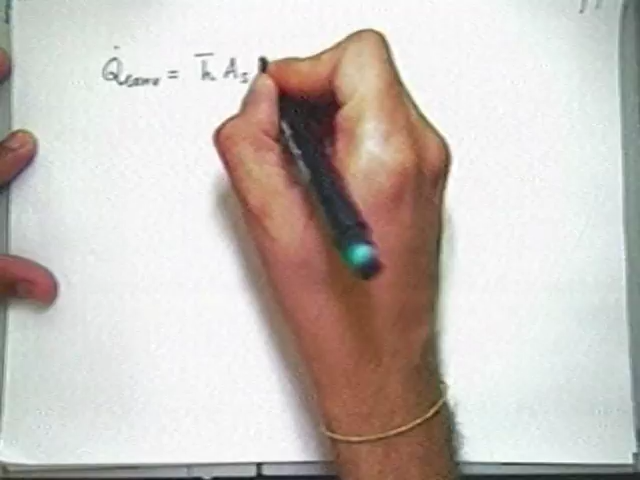 Q̇conv = h̄ As